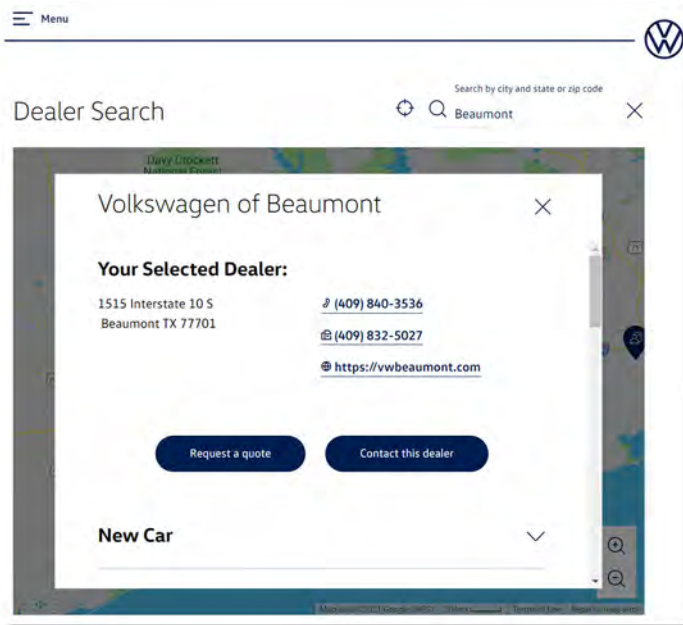 Menu
Search by city and state or zip code
Dealer Search
Beaumont
Davy Crockett
National Forest
Volkswagen of Beaumont
Your Selected Dealer:
1515 Interstate 10 S
Beaumont TX 77701
(409) 840-3536
(409) 832-5027
https://vwbeaumont.com
Request a quote
Contact this dealer
New Car